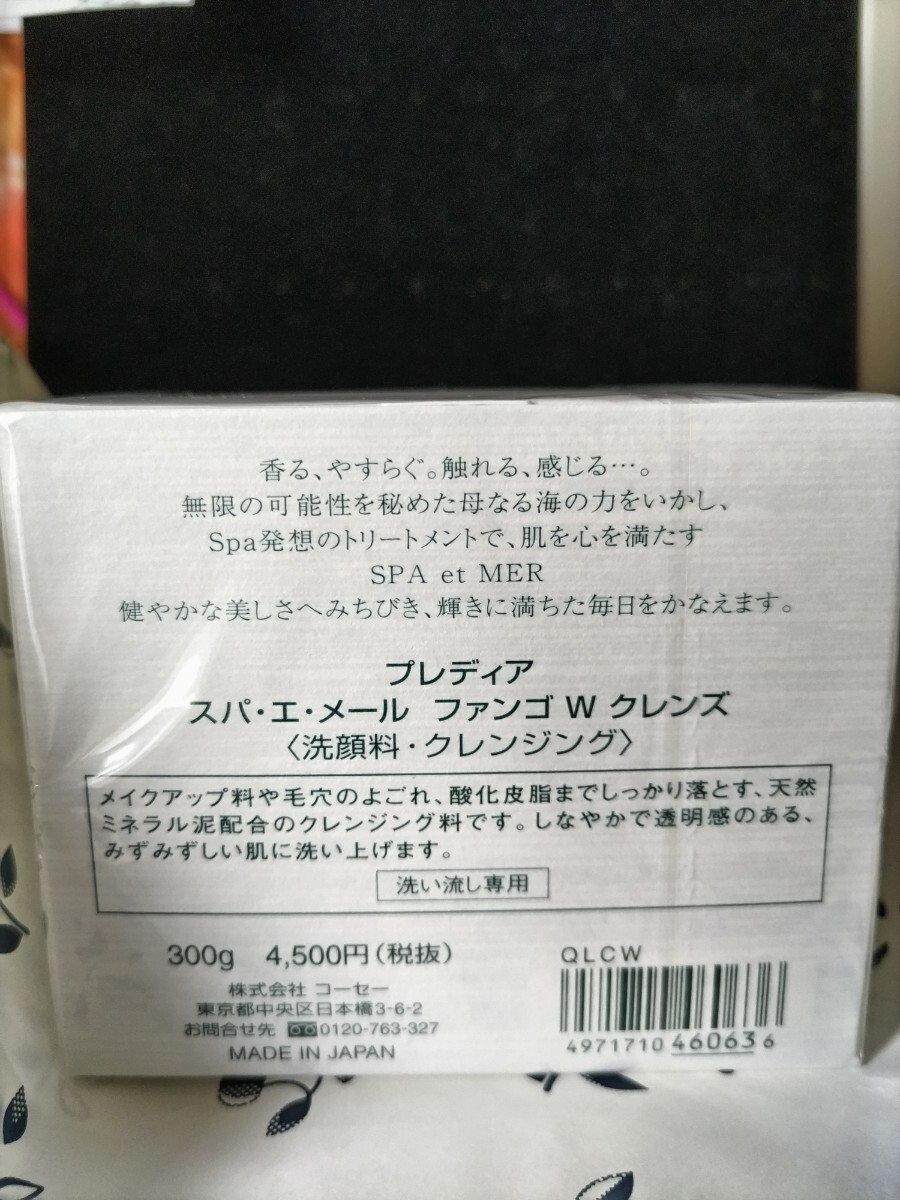 香る、やすらぐ。触れる、感じる…。
無限の可能性を秘めた母なる海の力をいかし、
Spa発想のトリートメントで、肌を心を満たす
SPA et MER
健やかな美しさへみちびき、輝きに満ちた毎日をかなえます。
プレディア
スパ・エ・メール ファンゴ W クレンズ
〈洗顔料・クレンジング〉
メイクアップ料や毛穴のよごれ、酸化皮脂までしっかり落とす、天然
ミネラル泥配合のクレンジング料です。しなやかで透明感のある、
みずみずしい肌に洗い上げます。
洗い流し専用
300g 4,500円(税抜)
株式会社 コーセー
東京都中央区日本橋3-6-2
お問合せ先 0120-763-327
MADE IN JAPAN
QLCW
4971710 460636